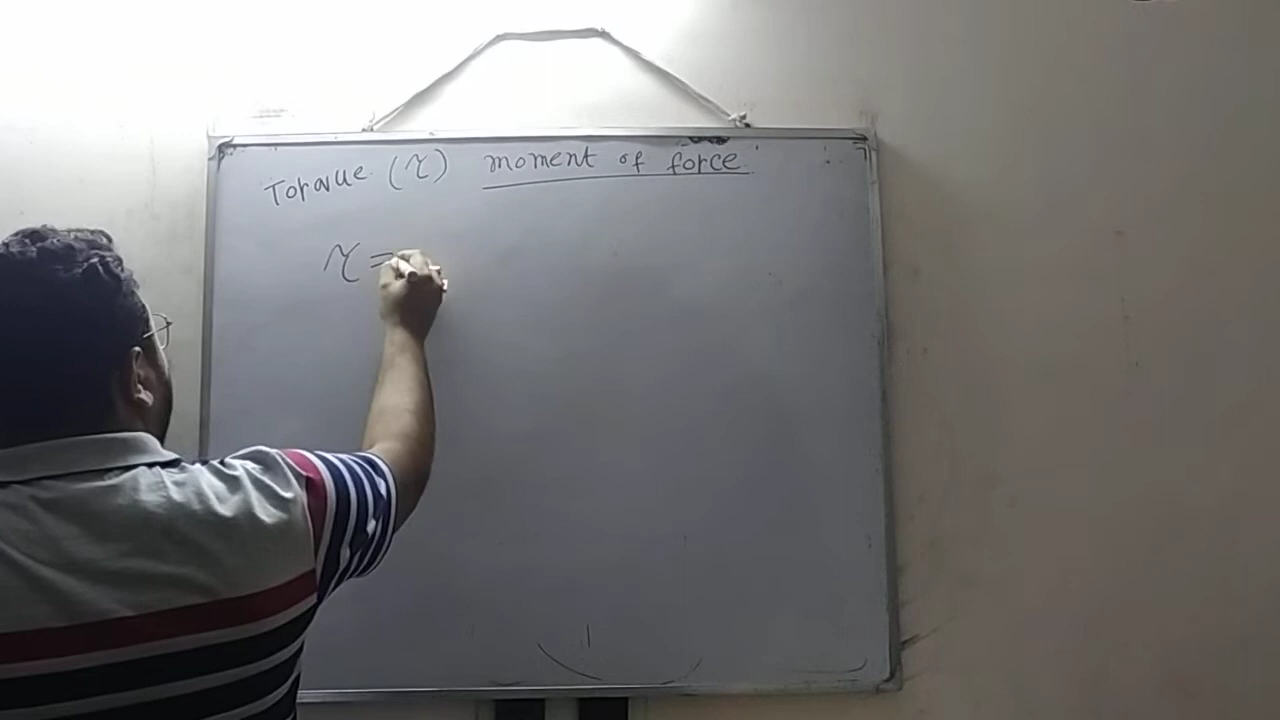 Torque (τ) moment of force
τ =